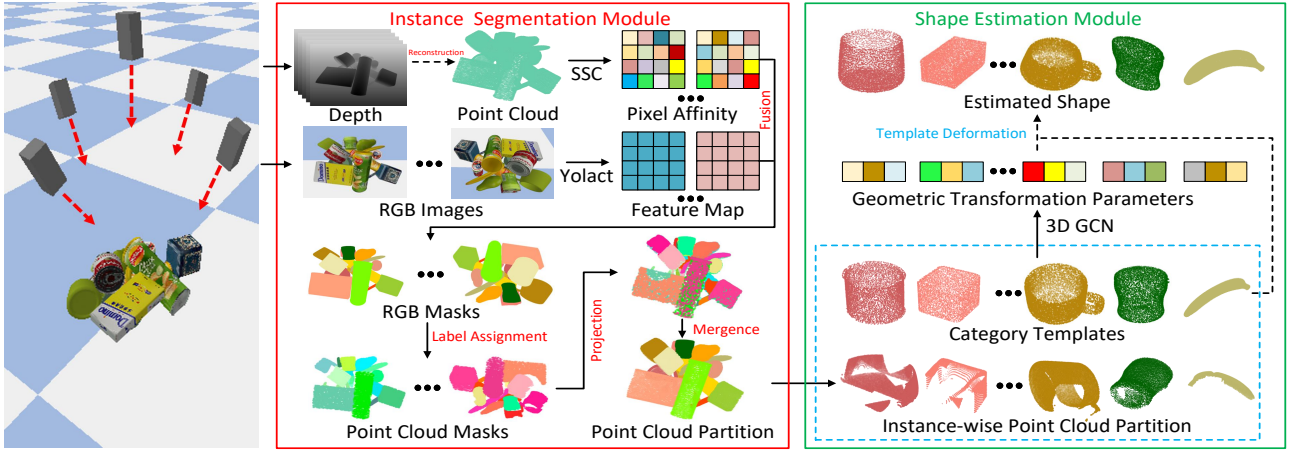 Instance Segmentation Module
Reconstruction
SSC
Depth
Point Cloud
Pixel Affinity
Fusion
Yolact
RGB Images
Feature Map
RGB Masks
Label Assignment
Projection
Mergence
Point Cloud Masks
Point Cloud Partition
Domino
Shape Estimation Module
Estimated Shape
Template Deformation
Geometric Transformation Parameters
3D GCN
Category Templates
Instance-wise Point Cloud Partition